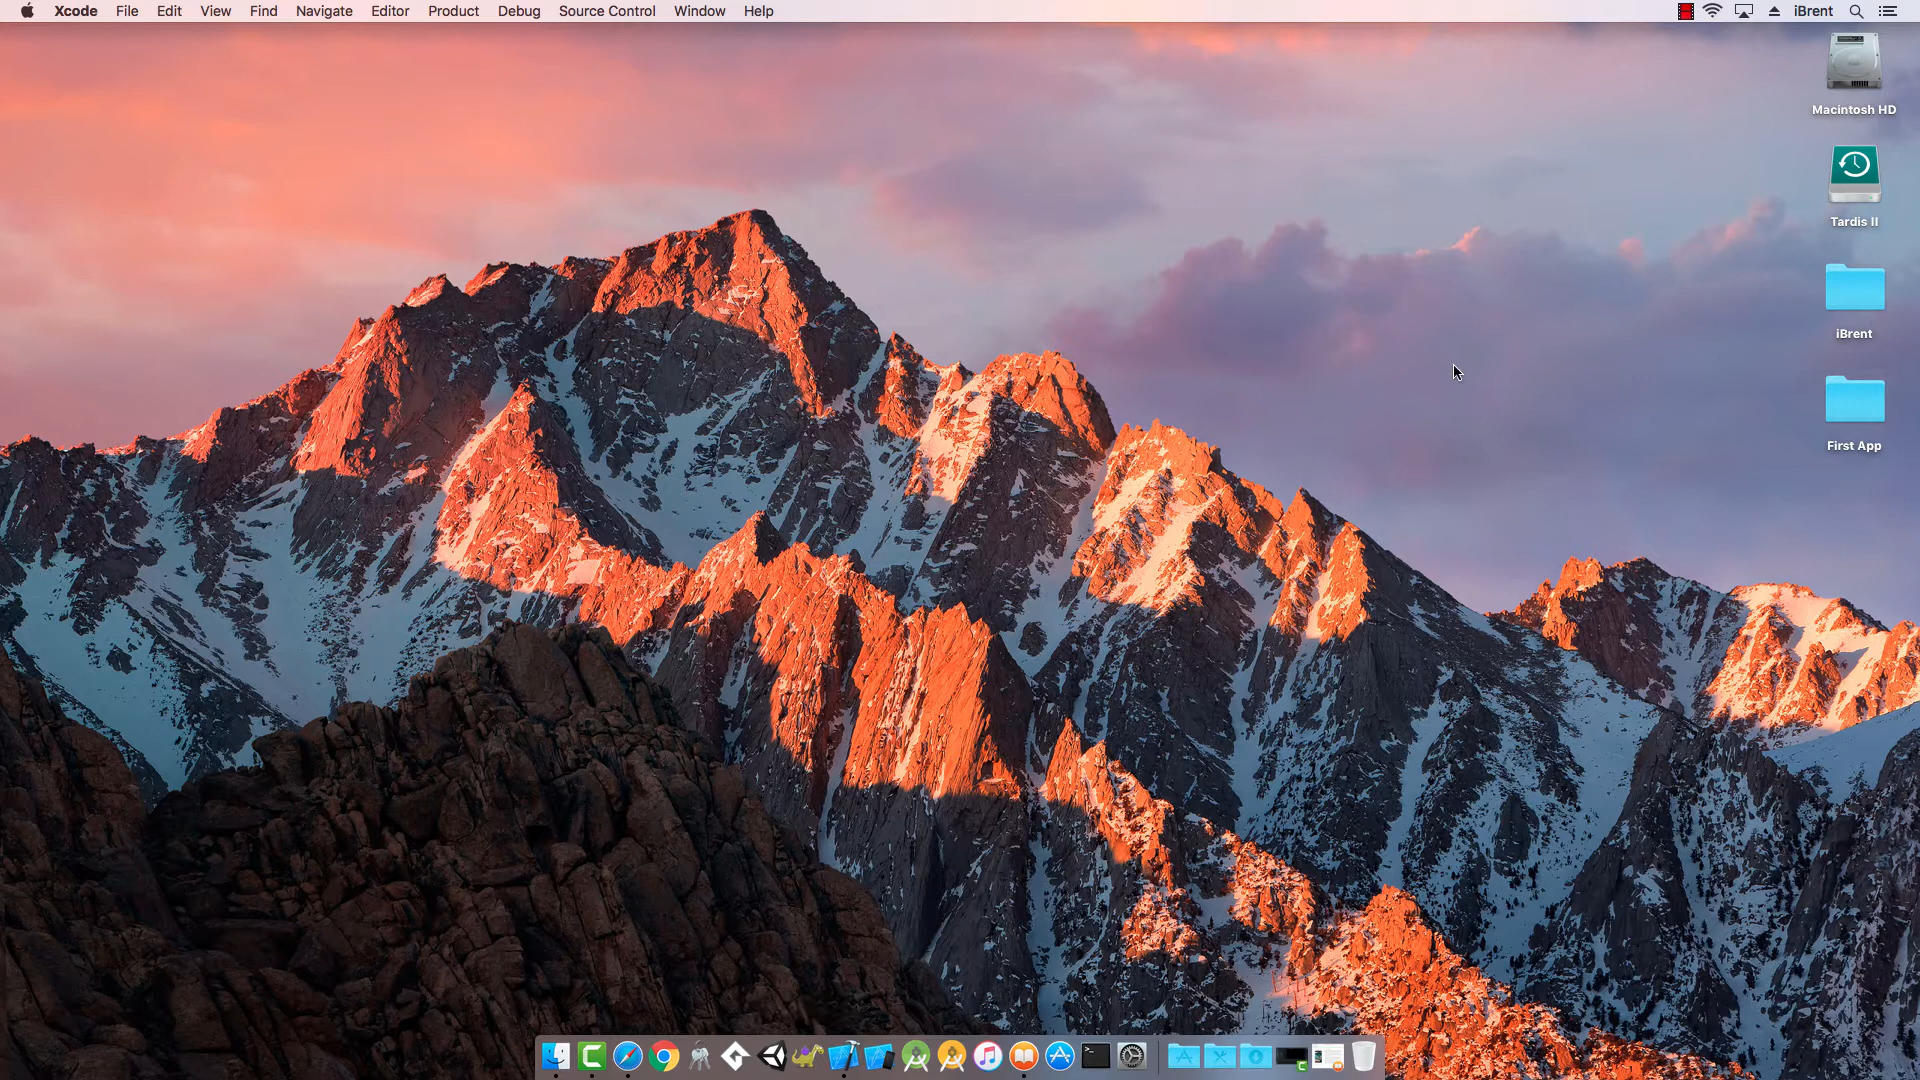 Xcode File Edit View Find Navigate Editor Product Debug Source Control Window Help iBrent
Macintosh HD
Tardis II
iBrent
First App